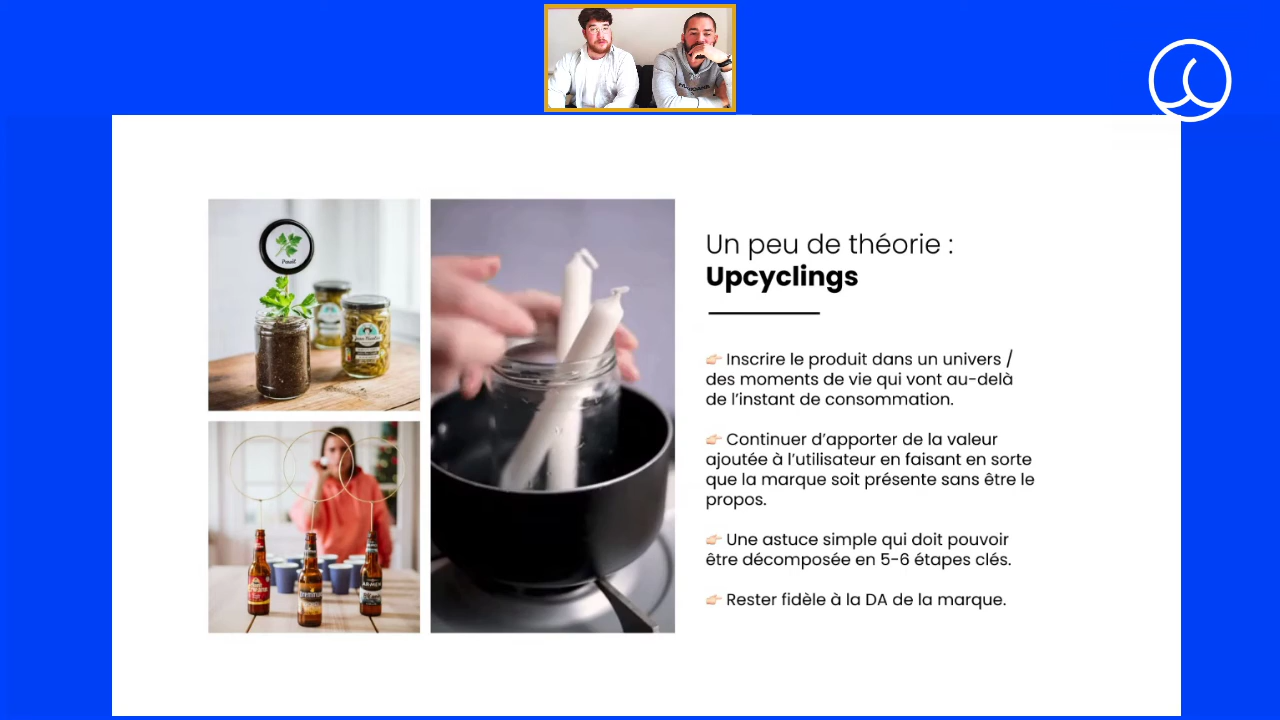 Un peu de théorie :
Upcyclings
👉🏻 Inscrire le produit dans un univers /
des moments de vie qui vont au-delà
de l'instant de consommation.
👉🏻 Continuer d'apporter de la valeur
ajoutée à l'utilisateur en faisant en sorte
que la marque soit présente sans être le
propos.
👉🏻 Une astuce simple qui doit pouvoir
être décomposée en 5-6 étapes clés.
👉🏻 Rester fidèle à la DA de la marque.
Persil